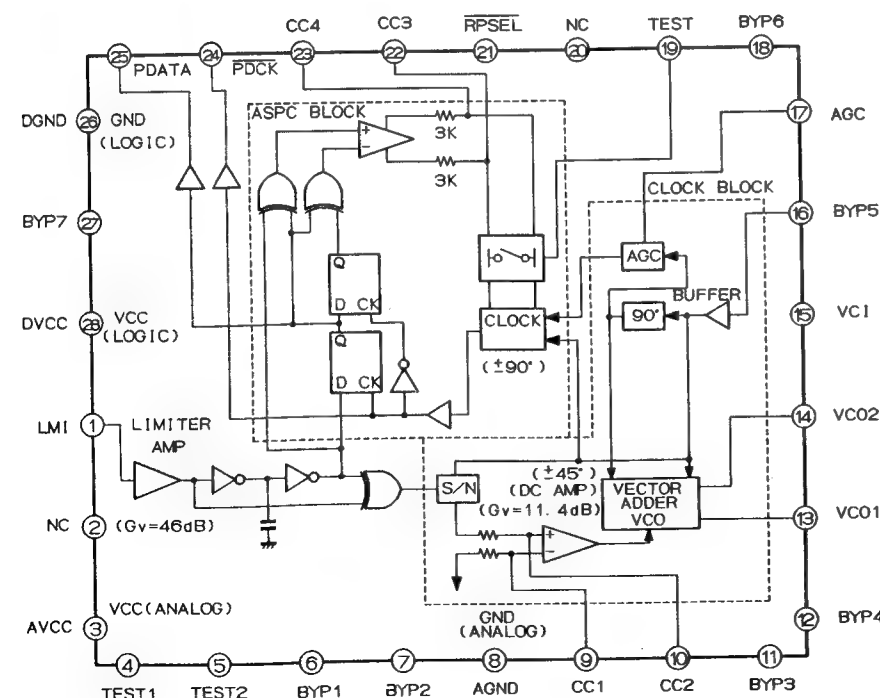 CC4 CC3 RPSEL NC TEST BYP6
25 24 23 22 21 20 19 18
PDATA PDCK
ASPC BLOCK
DGND 26 GND
(LOGIC)
+
−
3K
3K
17 AGC
CLOCK BLOCK
BYP7 27
16 BYP5
AGC
BUFFER
Q
D CK
90°
15 VCI
DVCC 28 VCC
(LOGIC)
CLOCK
(±90°)
Q
D CK
LMI 1 LIMITER
AMP
14 VCO2
(±45°)
S/N (DC AMP)
(Gv=11.4dB)
VECTOR
ADDER
VCO
NC 2 (Gv=46dB)
13 VCO1
+
−
VCC(ANALOG)
AVCC 3
GND
(ANALOG)
12 BYP4
4 5 6 7 8 9 10 11
TEST1 TEST2 BYP1 BYP2 AGND CC1 CC2 BYP3